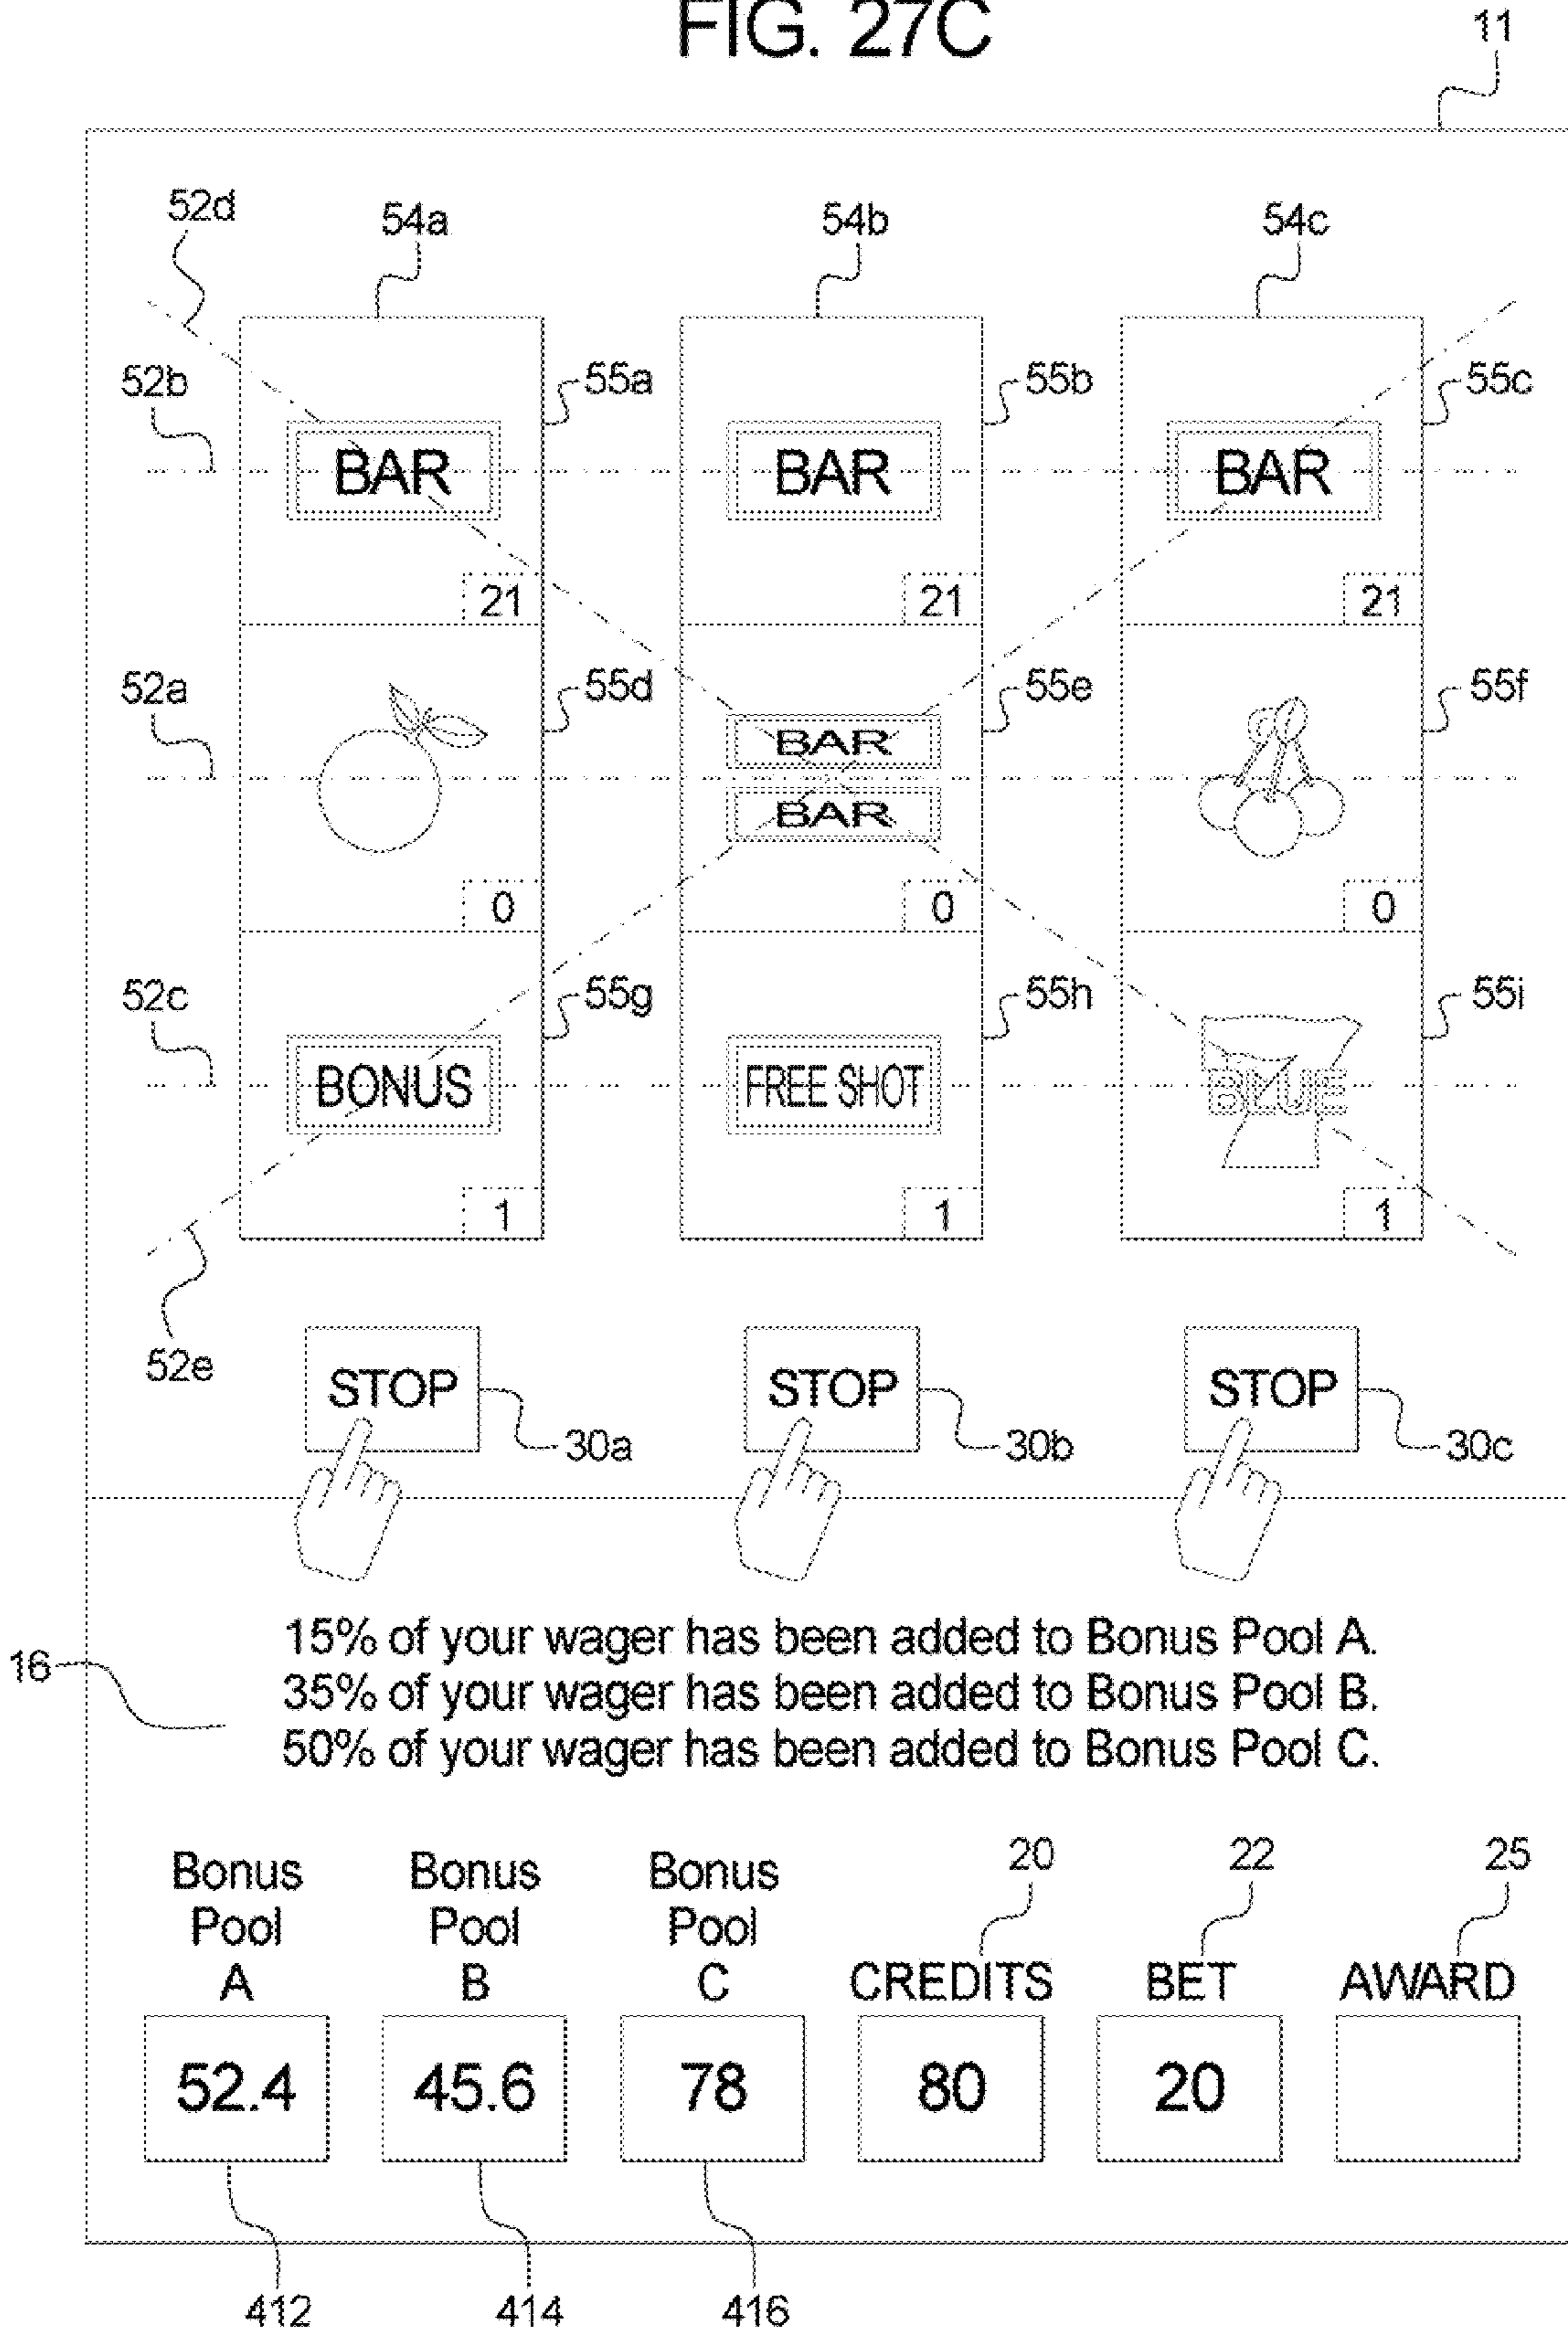 FIG. 27C
11
52d
54a
54b
54c
52b
55a
55b
55c
BAR
BAR
BAR
21
21
21
52a
55d
55e
55f
BAR
BAR
0
0
0
52c
55g
55h
55i
BONUS
FREE SHOT
BLUE
1
1
1
52e
STOP
STOP
STOP
30a
30b
30c
16
15% of your wager has been added to Bonus Pool A.
35% of your wager has been added to Bonus Pool B.
50% of your wager has been added to Bonus Pool C.
20
22
25
Bonus Pool A
Bonus Pool B
Bonus Pool C
CREDITS
BET
AWARD
52.4
45.6
78
80
20
412
414
416